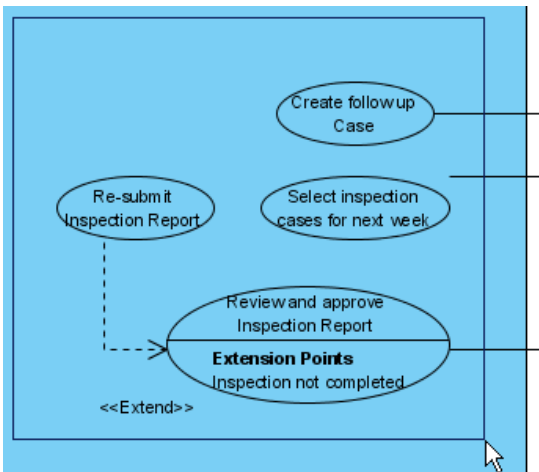 Create followup
Case
Re-submit
Inspection Report
Select inspection
cases for next week
Review and approve
Inspection Report
Extension Points
Inspection not completed
<<Extend>>